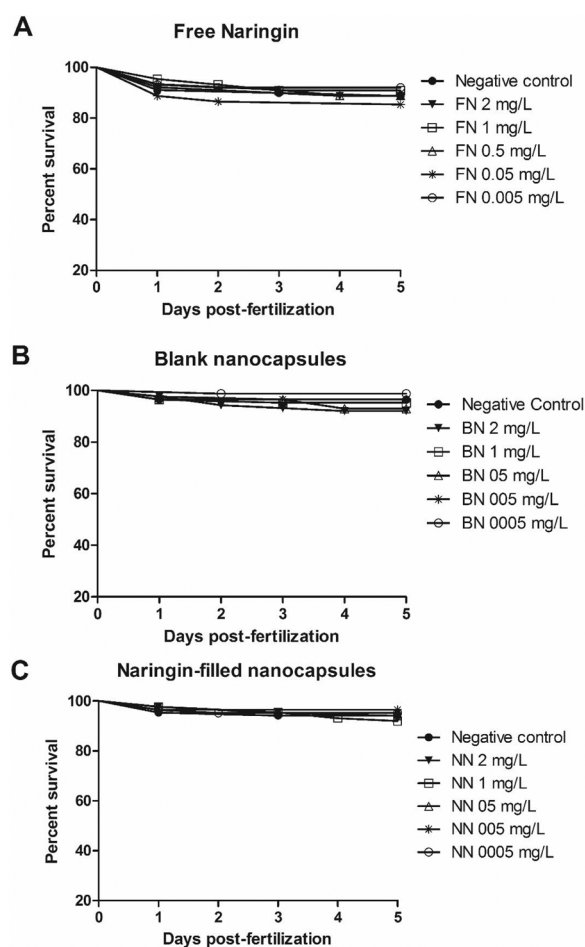 A
Free Naringin
Percent survival
100
80
60
40
20
0
1
2
3
4
5
Days post-fertilization
Negative control
FN 2 mg/L
FN 1 mg/L
FN 0.5 mg/L
FN 0.05 mg/L
FN 0.005 mg/L
B
Blank nanocapsules
Percent survival
100
80
60
40
20
0
1
2
3
4
5
Days post-fertilization
Negative Control
BN 2 mg/L
BN 1 mg/L
BN 05 mg/L
BN 005 mg/L
BN 0005 mg/L
C
Naringin-filled nanocapsules
Percent survival
100
80
60
40
20
0
1
2
3
4
5
Days post-fertilization
Negative control
NN 2 mg/L
NN 1 mg/L
NN 05 mg/L
NN 005 mg/L
NN 0005 mg/L